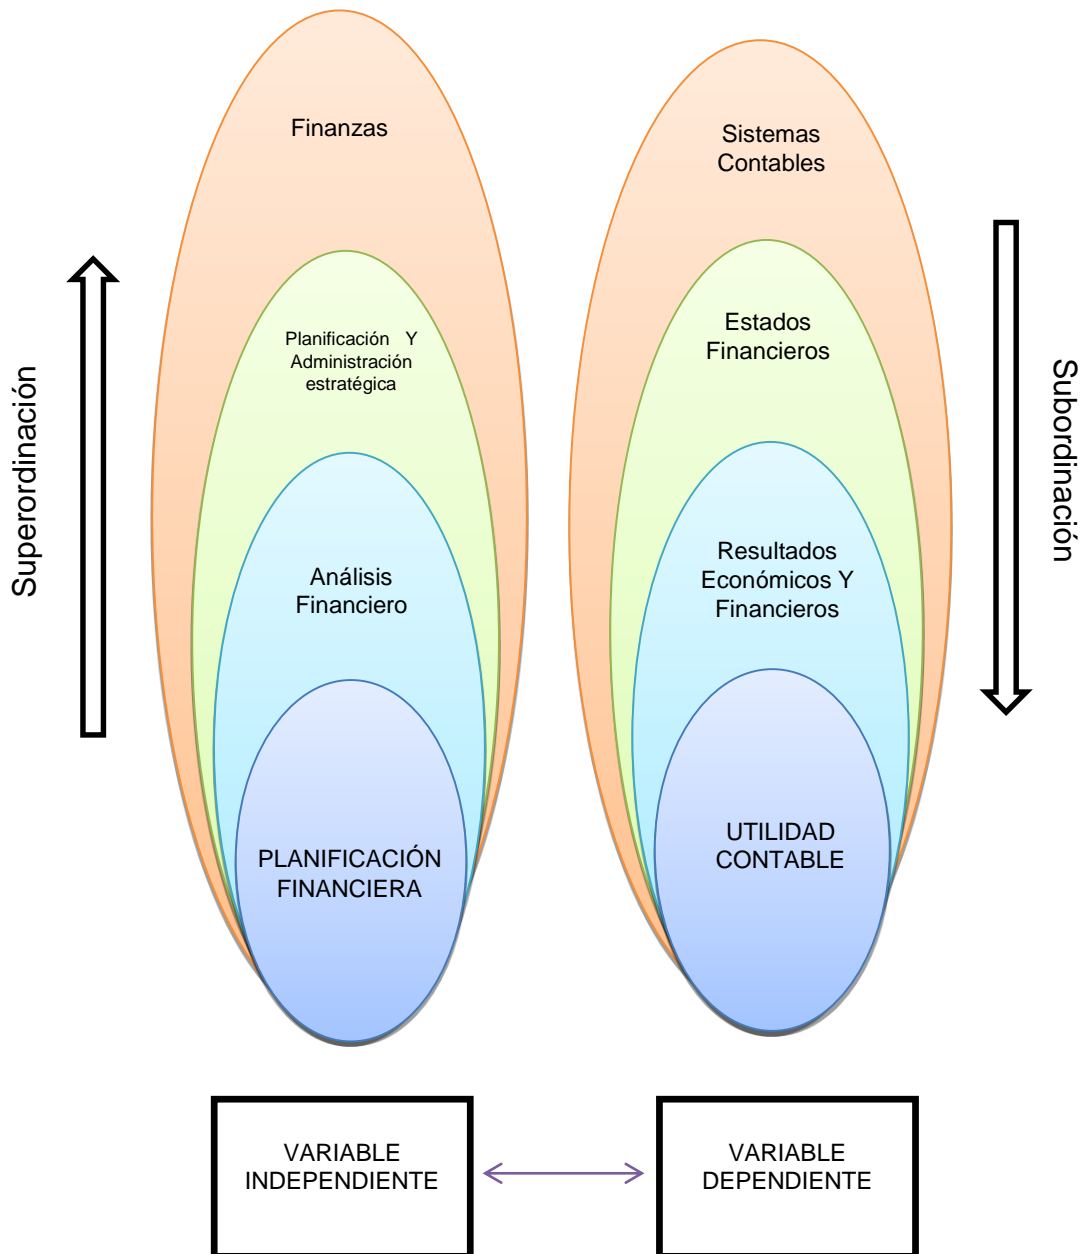 Finanzas
Planificación Y
Administración
estratégica
Análisis
Financiero
PLANIFICACIÓN
FINANCIERA
Sistemas
Contables
Estados
Financieros
Resultados
Económicos Y
Financieros
UTILIDAD
CONTABLE
Superordinación
Subordinación
VARIABLE
INDEPENDIENTE
VARIABLE
DEPENDIENTE